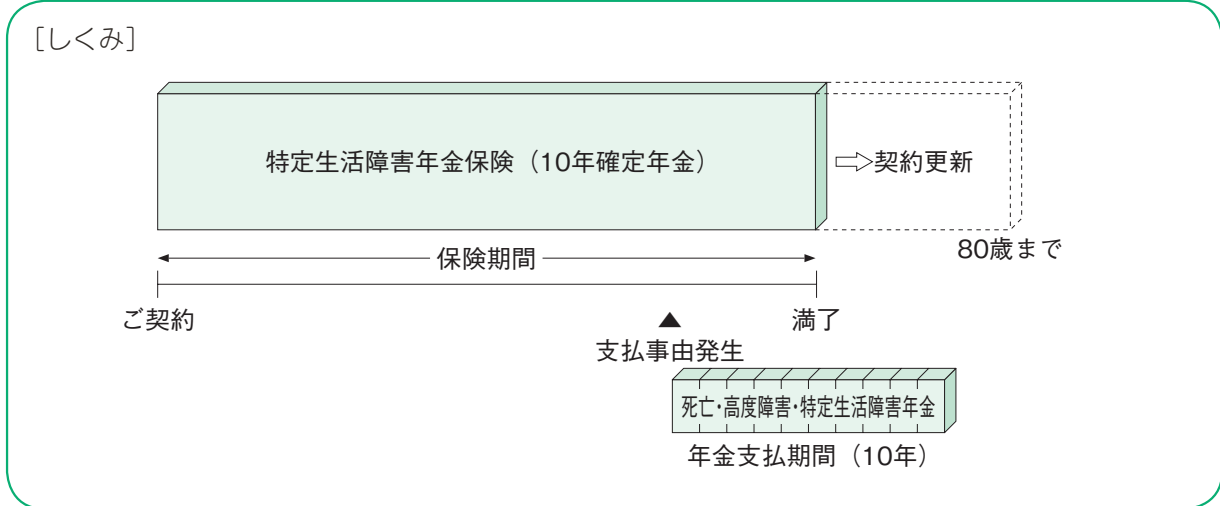 ［しくみ］
特定生活障害年金保険（10年確定年金）
⇨契約更新
80歳まで
保険期間
ご契約
満了
▲
支払事由発生
死亡・高度障害・特定生活障害年金
年金支払期間（10年）